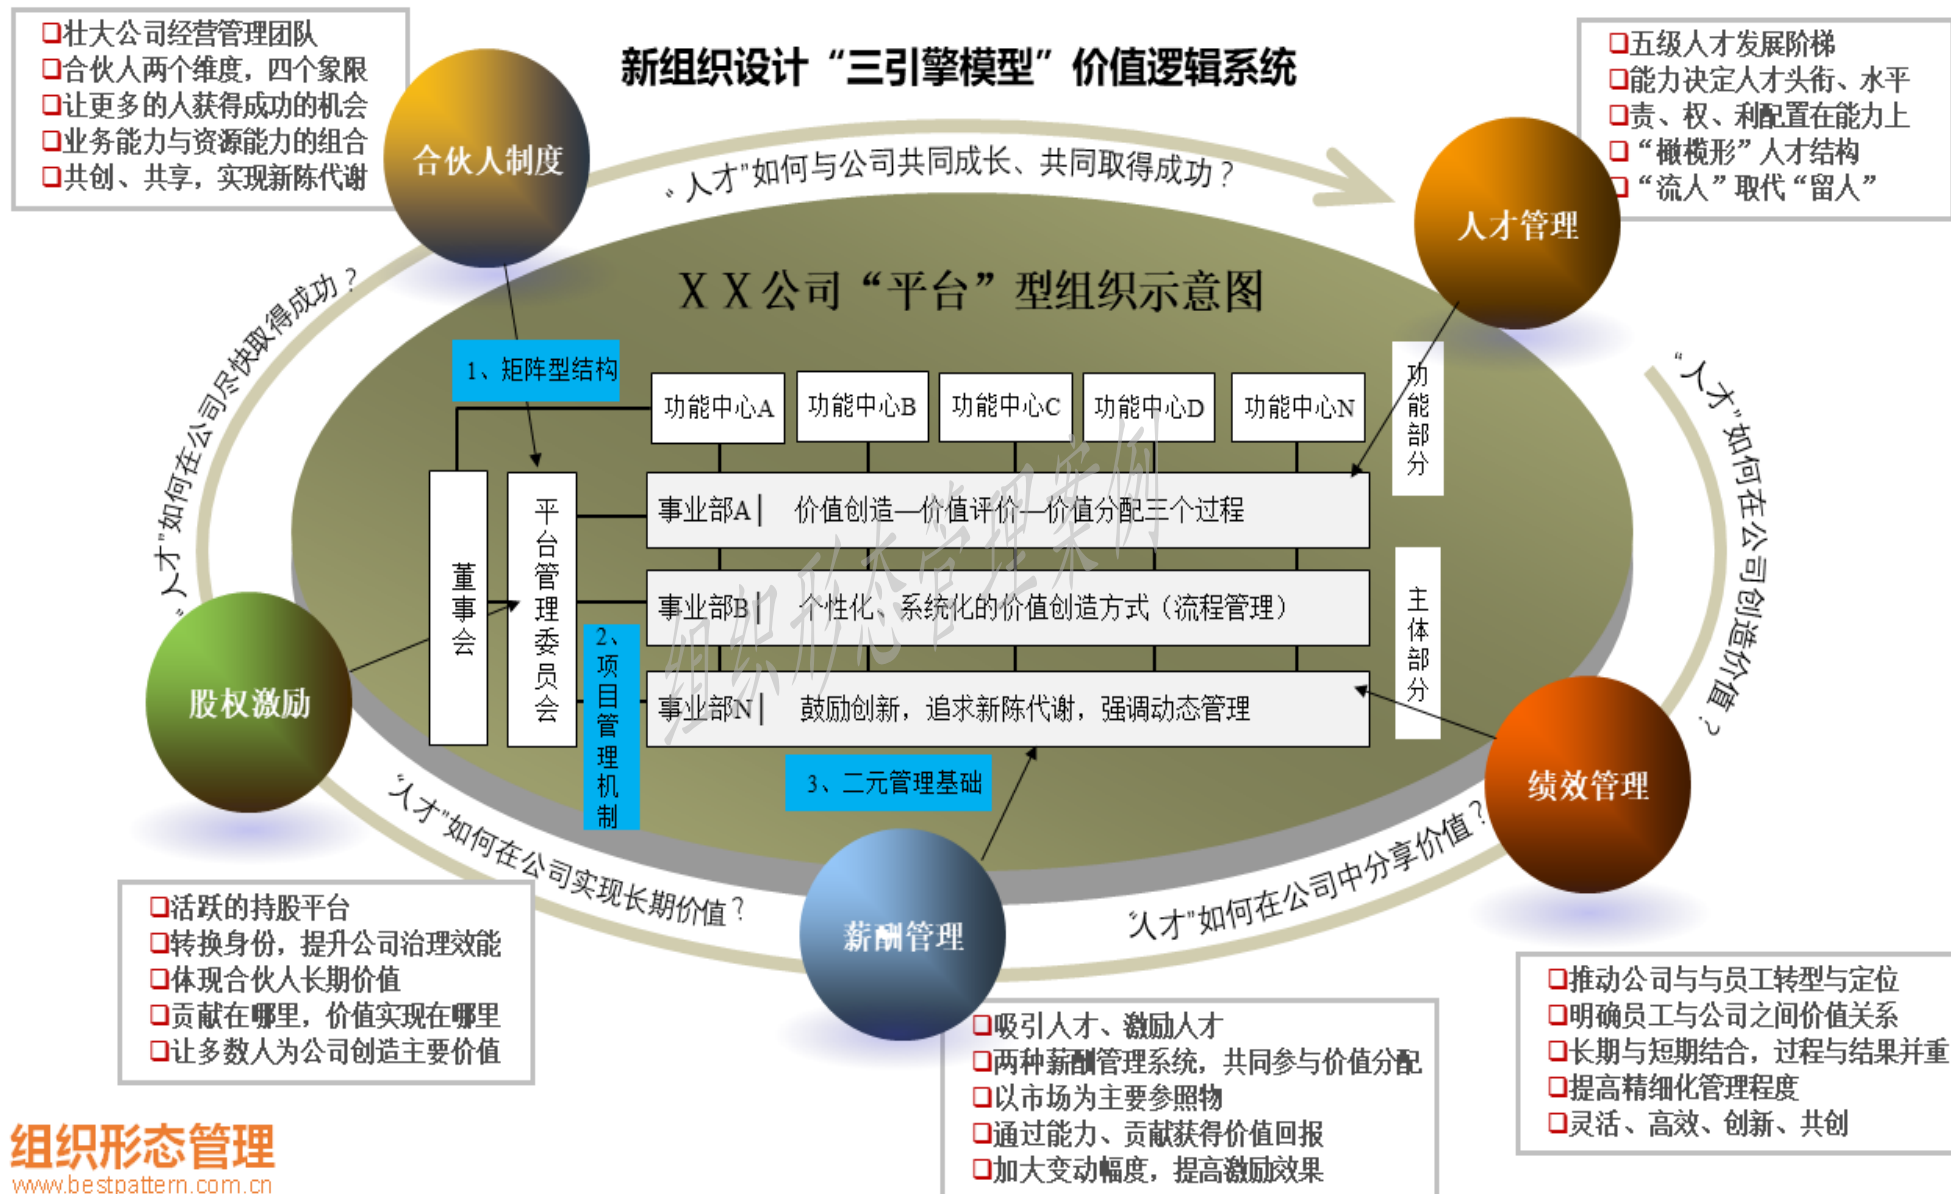 新组织设计“三引擎模型”价值逻辑系统
❑壮大公司经营管理团队
❑合伙人两个维度，四个象限
❑让更多的人获得成功的机会
❑业务能力与资源能力的组合
❑共创、共享，实现新陈代谢
合伙人制度
“人才”如何与公司共同成长、共同取得成功？
❑五级人才发展阶梯
❑能力决定人才头衔、水平
❑责、权、利配置在能力上
❑“橄榄形”人才结构
❑“流人”取代“留人”
人才管理
“人才”如何在公司尽快取得成功？
ＸＸ公司“平台”型组织示意图
1、矩阵型结构
功能中心A
功能中心B
功能中心C
功能中心D
功能中心N
功能部分
董事会
平台管理委员会
事业部A│ 价值创造—价值评价—价值分配三个过程
事业部B│ 个性化、系统化的价值创造方式（流程管理）
事业部N│ 鼓励创新，追求新陈代谢，强调动态管理
主体部分
2、项目管理机制
3、二元管理基础
组织形态管理案例
“人才”如何在公司创造价值？
股权激励
绩效管理
“人才”如何在公司实现长期价值？
“人才”如何在公司中分享价值？
薪酬管理
❑活跃的持股平台
❑转换身份，提升公司治理效能
❑体现合伙人长期价值
❑贡献在哪里，价值实现在哪里
❑让多数人为公司创造主要价值
❑吸引人才、激励人才
❑两种薪酬管理系统，共同参与价值分配
❑以市场为主要参照物
❑通过能力、贡献获得价值回报
❑加大变动幅度，提高激励效果
❑推动公司与与员工转型与定位
❑明确员工与公司之间价值关系
❑长期与短期结合，过程与结果并重
❑提高精细化管理程度
❑灵活、高效、创新、共创
组织形态管理
www.bestpattern.com.cn